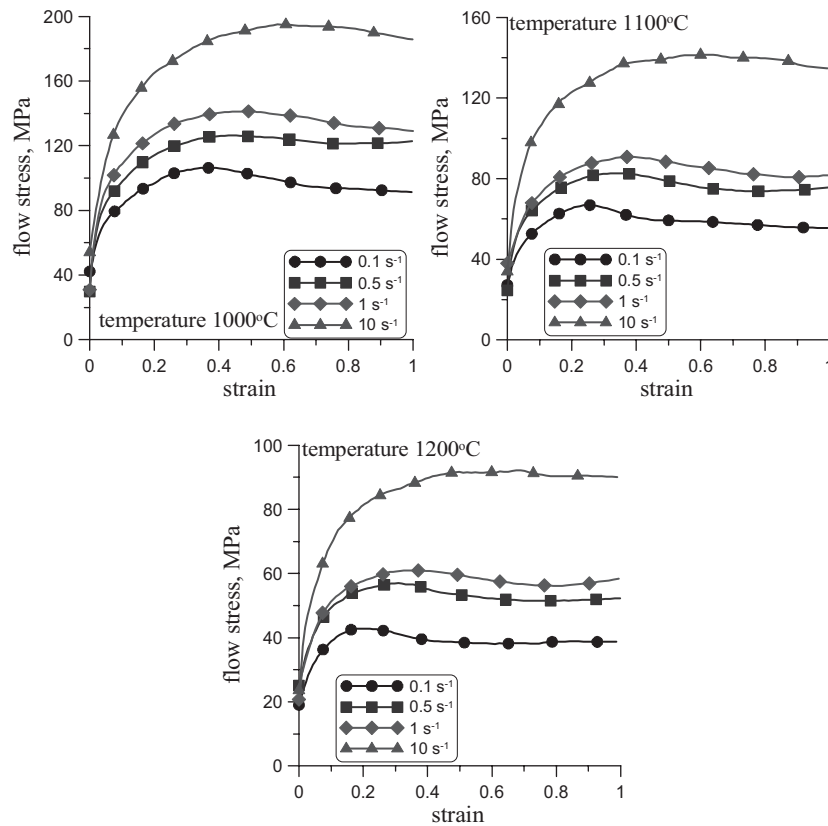 200
160
120
80
40
0
flow stress, MPa
temperature 1000°C
0.1 s⁻¹
0.5 s⁻¹
1 s⁻¹
10 s⁻¹
0 0.2 0.4 0.6 0.8 1
strain
160
120
80
40
0
flow stress, MPa
temperature 1100°C
0.1 s⁻¹
0.5 s⁻¹
1 s⁻¹
10 s⁻¹
0 0.2 0.4 0.6 0.8 1
strain
100
80
60
40
20
0
flow stress, MPa
temperature 1200°C
0.1 s⁻¹
0.5 s⁻¹
1 s⁻¹
10 s⁻¹
0 0.2 0.4 0.6 0.8 1
strain